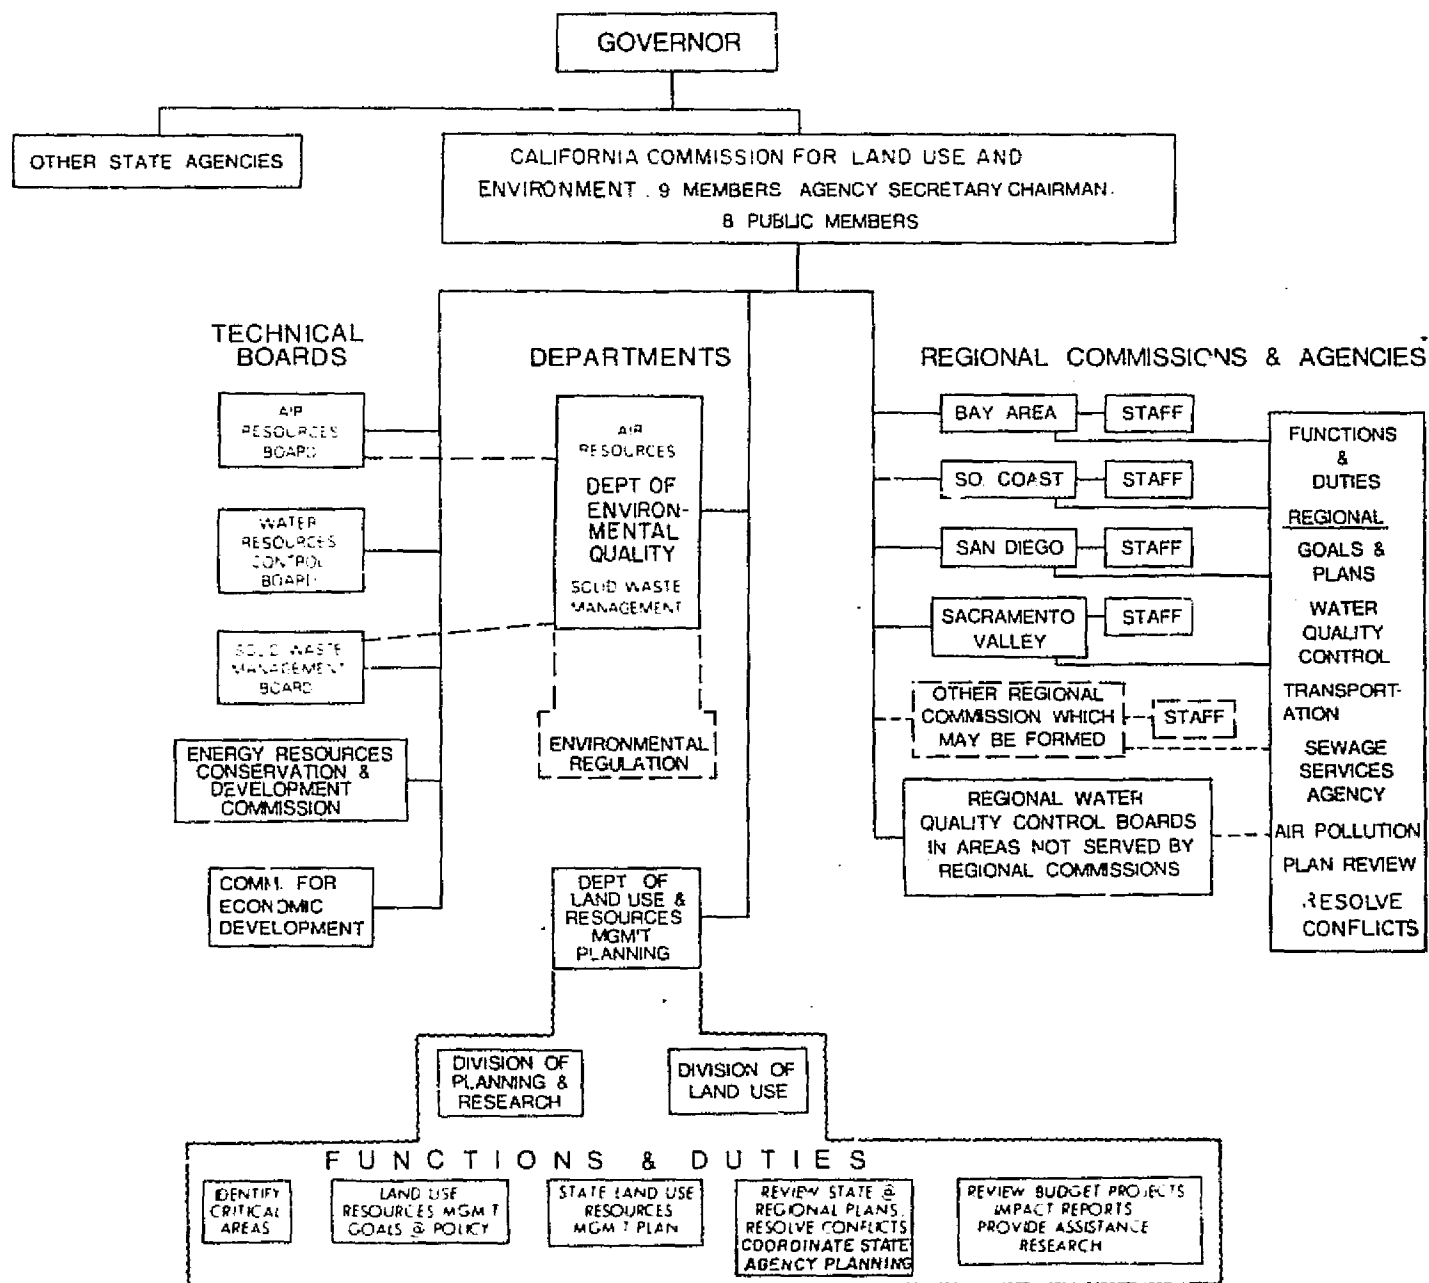 GOVERNOR
OTHER STATE AGENCIES
CALIFORNIA COMMISSION FOR LAND USE AND
ENVIRONMENT . 9 MEMBERS AGENCY SECRETARY CHAIRMAN.
8 PUBLIC MEMBERS
TECHNICAL
BOARDS
AIR
RESOURCES
BOARD
WATER
RESOURCES
CONTROL
BOARD
SOLID WASTE
MANAGEMENT
BOARD
ENERGY RESOURCES
CONSERVATION &
DEVELOPMENT
COMMISSION
COMM. FOR
ECONOMIC
DEVELOPMENT
DEPARTMENTS
AIR
RESOURCES
DEPT OF
ENVIRON-
MENTAL
QUALITY
SOLID WASTE
MANAGEMENT
ENVIRONMENTAL
REGULATION
DEPT OF
LAND USE &
RESOURCES
MGM'T
PLANNING
REGIONAL COMMISSIONS & AGENCIES
BAY AREA
STAFF
SO. COAST
STAFF
SAN DIEGO
STAFF
SACRAMENTO
VALLEY
STAFF
OTHER REGIONAL
COMMISSION WHICH
MAY BE FORMED
STAFF
REGIONAL WATER
QUALITY CONTROL BOARDS
IN AREAS NOT SERVED BY
REGIONAL COMMISSIONS
FUNCTIONS
&
DUTIES
REGIONAL
GOALS &
PLANS
WATER
QUALITY
CONTROL
TRANSPORT-
ATION
SEWAGE
SERVICES
AGENCY
AIR POLLUTION
PLAN REVIEW
RESOLVE
CONFLICTS
DIVISION OF
PLANNING &
RESEARCH
DIVISION OF
LAND USE
FUNCTIONS & DUTIES
IDENTIFY
CRITICAL
AREAS
LAND USE
RESOURCES MGM'T
GOALS @ POLICY
STATE LAND USE
RESOURCES
MGM'T PLAN
REVIEW STATE @
REGIONAL PLANS.
RESOLVE CONFLICTS
COORDINATE STATE
AGENCY PLANNING
REVIEW BUDGET PROJECTS
IMPACT REPORTS
PROVIDE ASSISTANCE
RESEARCH